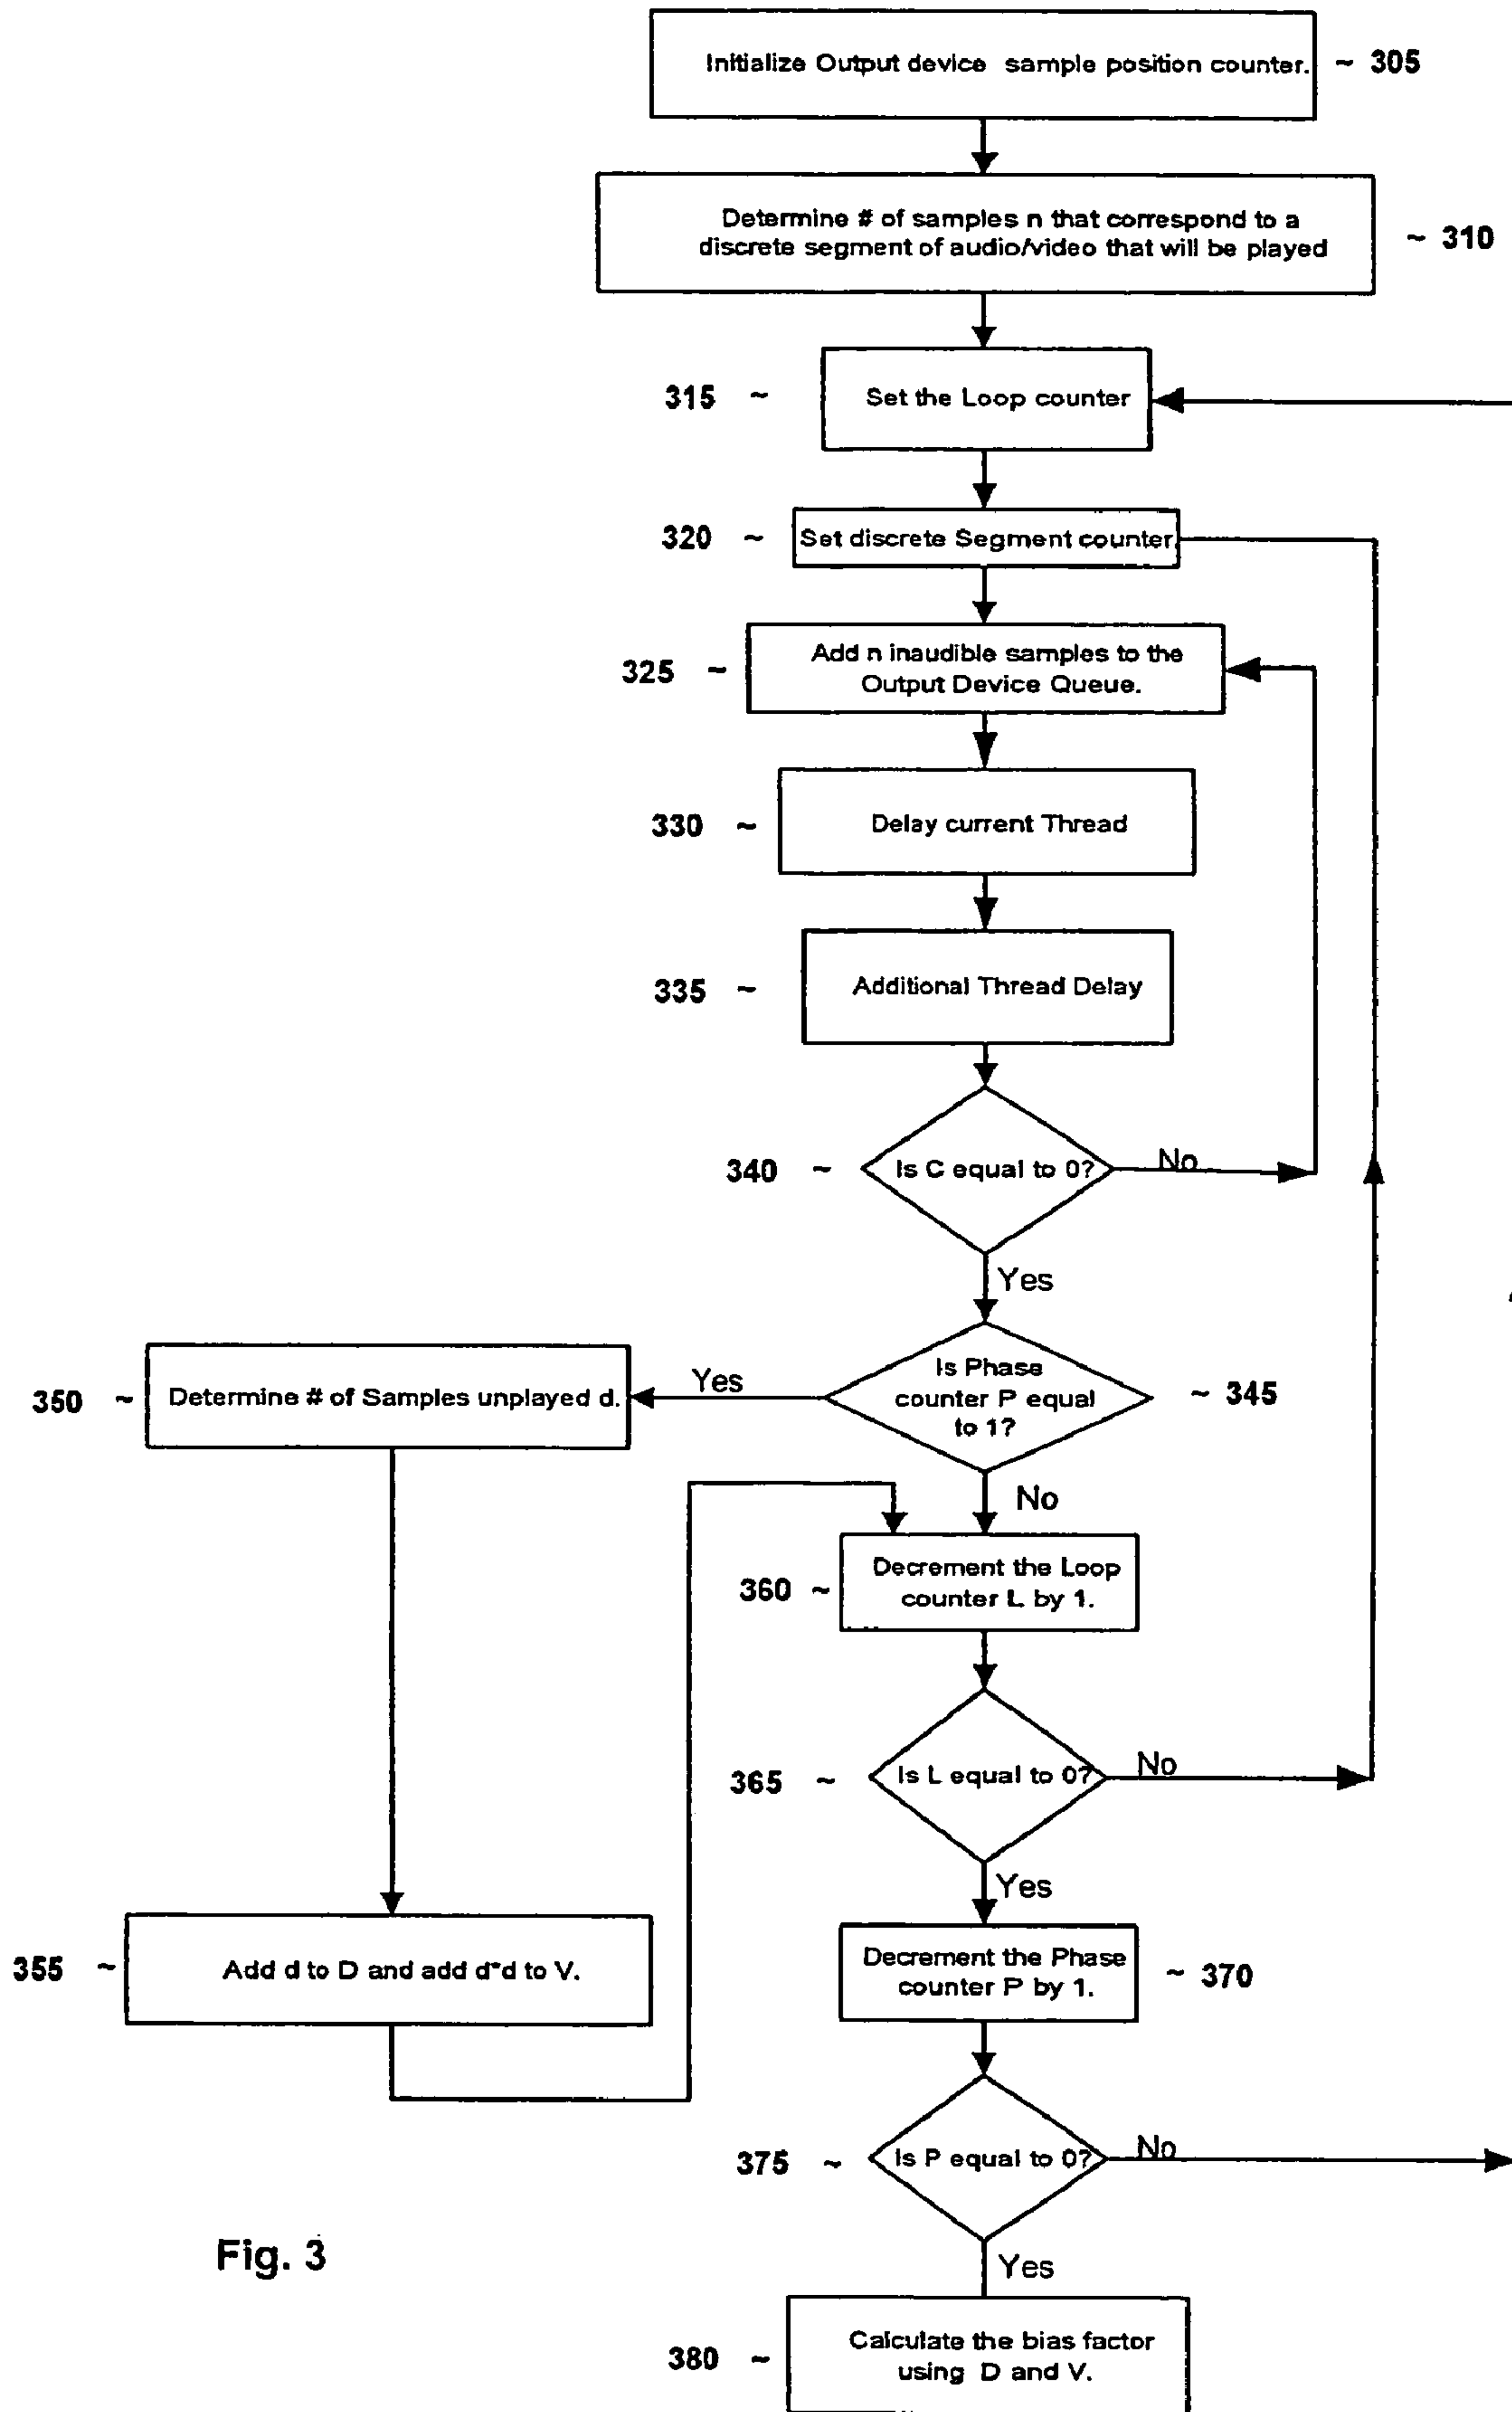 Initialize Output device sample position counter. ~ 305
Determine # of samples n that correspond to a
discrete segment of audio/video that will be played
~ 310
315 ~ Set the Loop counter
320 ~ Set discrete Segment counter
325 ~ Add n inaudible samples to the
Output Device Queue.
330 ~ Delay current Thread
335 ~ Additional Thread Delay
340 ~ Is C equal to 0? No
Yes
350 ~ Determine # of Samples unplayed d. Yes
Is Phase
counter P equal
to 1?
~ 345
No
360 ~ Decrement the Loop
counter L by 1.
365 ~ Is L equal to 0? No
Yes
355 ~ Add d to D and add d*d to V.
Decrement the Phase
counter P by 1.
~ 370
375 ~ Is P equal to 0? No
Yes
Fig. 3
380 ~ Calculate the bias factor
using D and V.